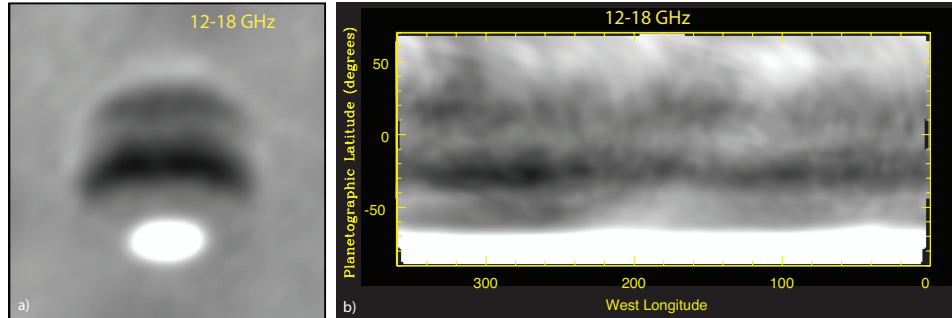 12-18 GHz
a)
12-18 GHz
Planetographic Latitude (degrees)
50
0
-50
300
200
100
0
West Longitude
b)